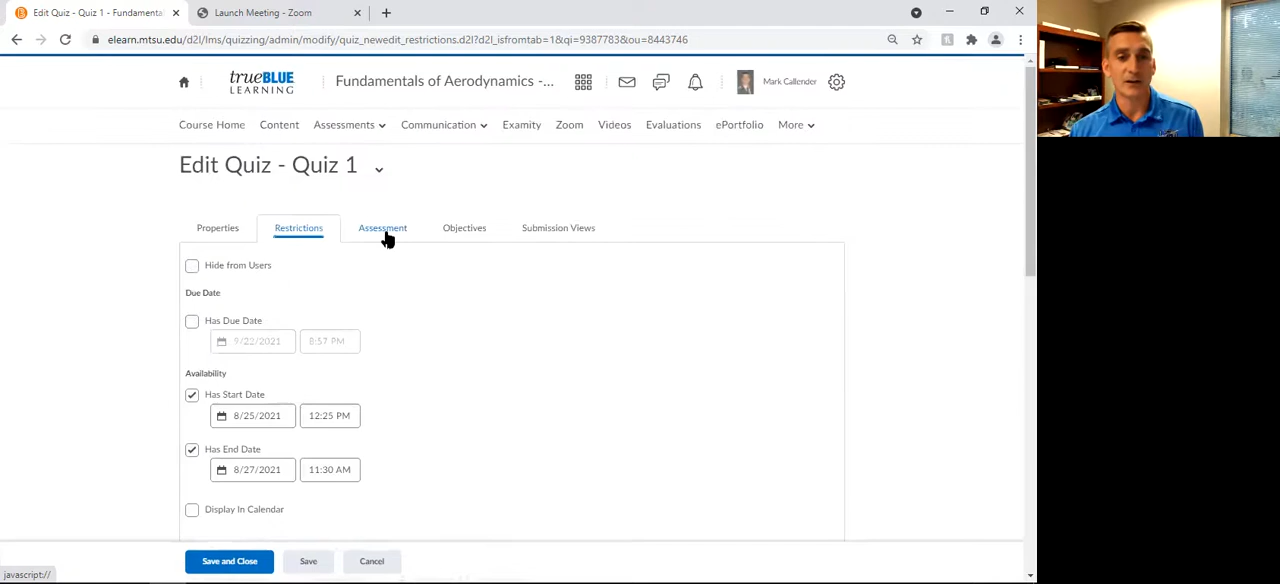 Edit Quiz - Quiz 1 - Fundamenta
Launch Meeting - Zoom
elearn.mtsu.edu/d2l/lms/quizzing/admin/modify/quiz_newedit_restrictions.d2l?d2l_isfromtab=1&qi=9387783&ou=8443746
trueBLUE
LEARNING
Fundamentals of Aerodynamics -...
Mark Callender
Course Home
Content
Assessments
Communication
Examity
Zoom
Videos
Evaluations
ePortfolio
More
Edit Quiz - Quiz 1
Properties
Restrictions
Assessment
Objectives
Submission Views
Hide from Users
Due Date
Has Due Date
9/22/2021
8:57 PM
Availability
Has Start Date
8/25/2021
12:25 PM
Has End Date
8/27/2021
11:30 AM
Display In Calendar
Save and Close
Save
Cancel
javascript://